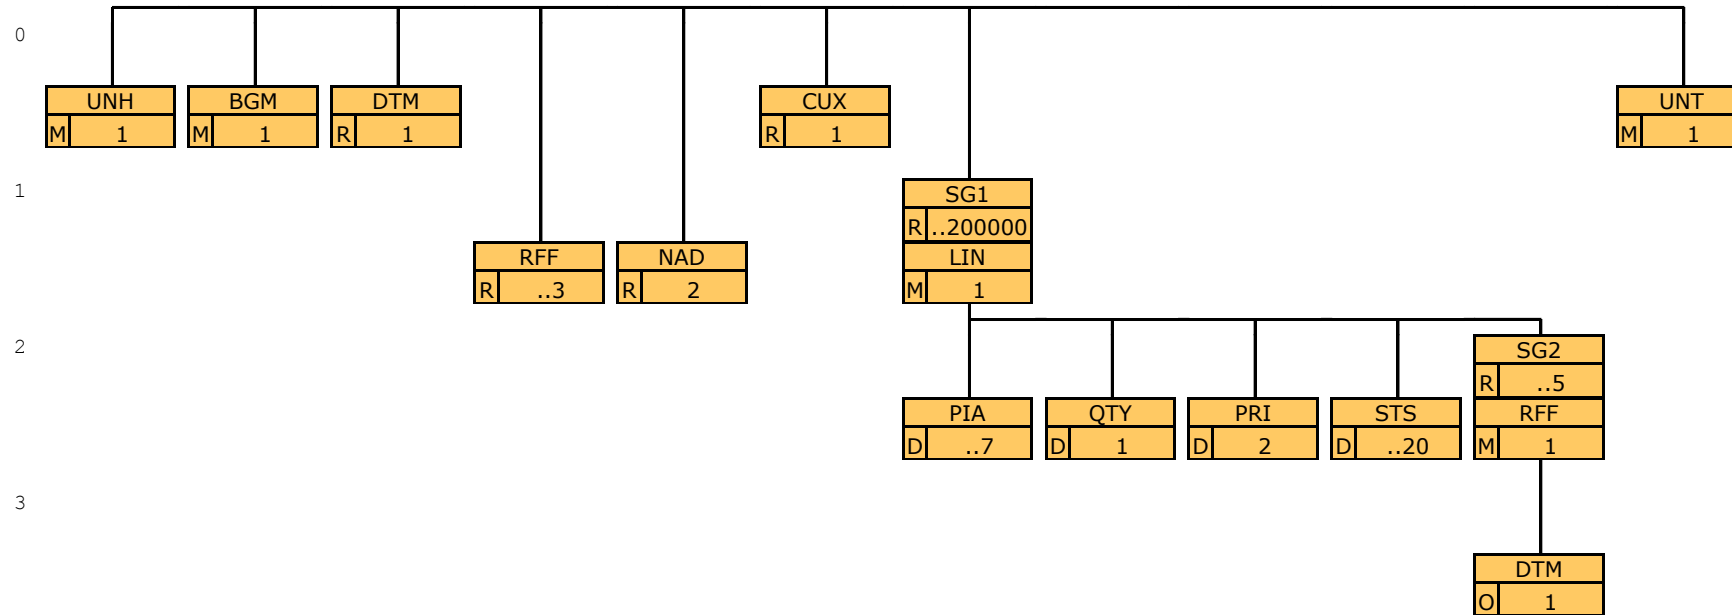 0
UNH BGM DTM CUX UNT
M 1 M 1 R 1 R 1 M 1
1
SG1
R ..200000
RFF NAD LIN
R ..3 R 2 M 1
2
SG2
R ..5
PIA QTY PRI STS RFF
D ..7 D 1 D 2 D ..20 M 1
3
DTM
O 1